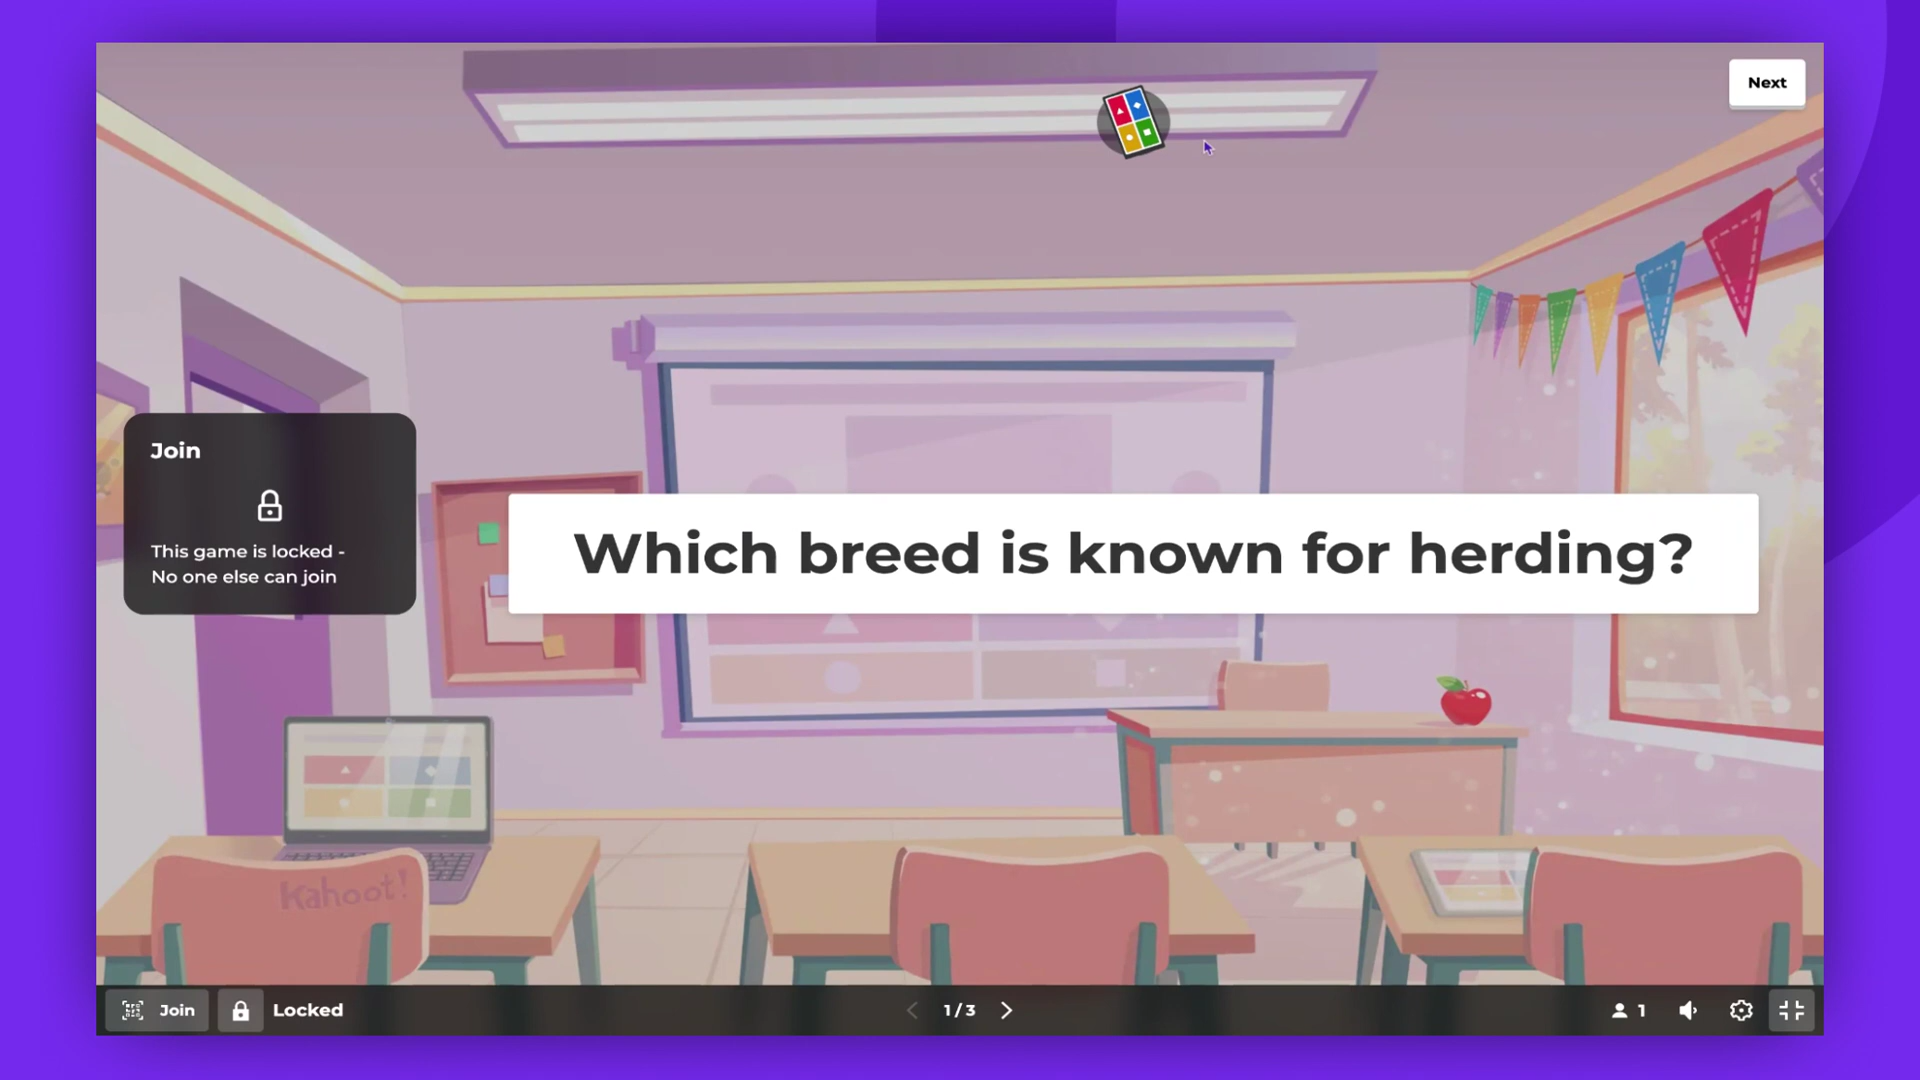 Next
Join
This game is locked -
No one else can join
Which breed is known for herding?
Kahoot!
Join
Locked
1/3
1